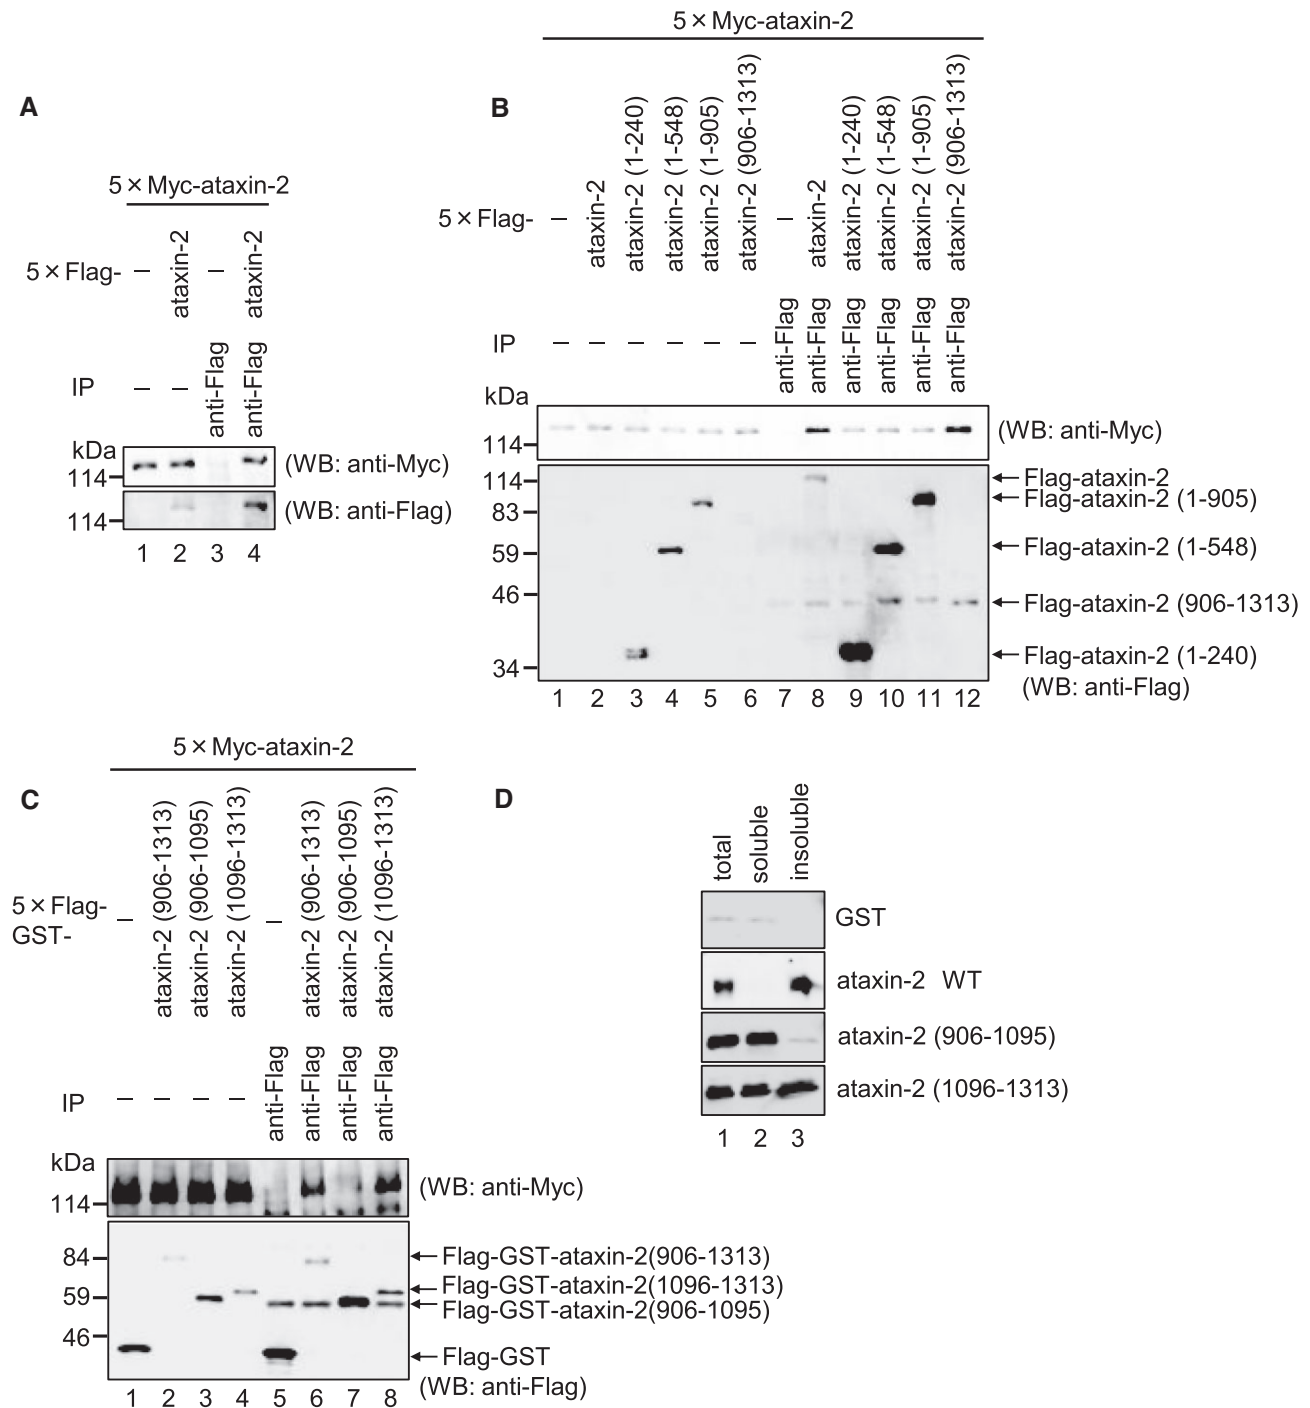 A
5 × Myc-ataxin-2
5 × Flag-
– ataxin-2 – ataxin-2
IP
– – anti-Flag anti-Flag
kDa
114
(WB: anti-Myc)
114
(WB: anti-Flag)
1 2 3 4
B
5 × Myc-ataxin-2
5 × Flag-
– ataxin-2 ataxin-2 (1-240) ataxin-2 (1-548) ataxin-2 (1-905) ataxin-2 (906-1313) – ataxin-2 ataxin-2 (1-240) ataxin-2 (1-548) ataxin-2 (1-905) ataxin-2 (906-1313)
IP
– – – – – – anti-Flag anti-Flag anti-Flag anti-Flag anti-Flag anti-Flag
kDa
114
(WB: anti-Myc)
114
83
59
46
34
Flag-ataxin-2
Flag-ataxin-2 (1-905)
Flag-ataxin-2 (1-548)
Flag-ataxin-2 (906-1313)
Flag-ataxin-2 (1-240)
(WB: anti-Flag)
1 2 3 4 5 6 7 8 9 10 11 12
C
5 × Myc-ataxin-2
5 × Flag-
GST-
– ataxin-2 (906-1313) ataxin-2 (906-1095) ataxin-2 (1096-1313) – ataxin-2 (906-1313) ataxin-2 (906-1095) ataxin-2 (1096-1313)
IP
– – – – anti-Flag anti-Flag anti-Flag anti-Flag
kDa
114
(WB: anti-Myc)
84
59
46
Flag-GST-ataxin-2(906-1313)
Flag-GST-ataxin-2(1096-1313)
Flag-GST-ataxin-2(906-1095)
Flag-GST
(WB: anti-Flag)
1 2 3 4 5 6 7 8
D
total soluble insoluble
GST
ataxin-2 WT
ataxin-2 (906-1095)
ataxin-2 (1096-1313)
1 2 3